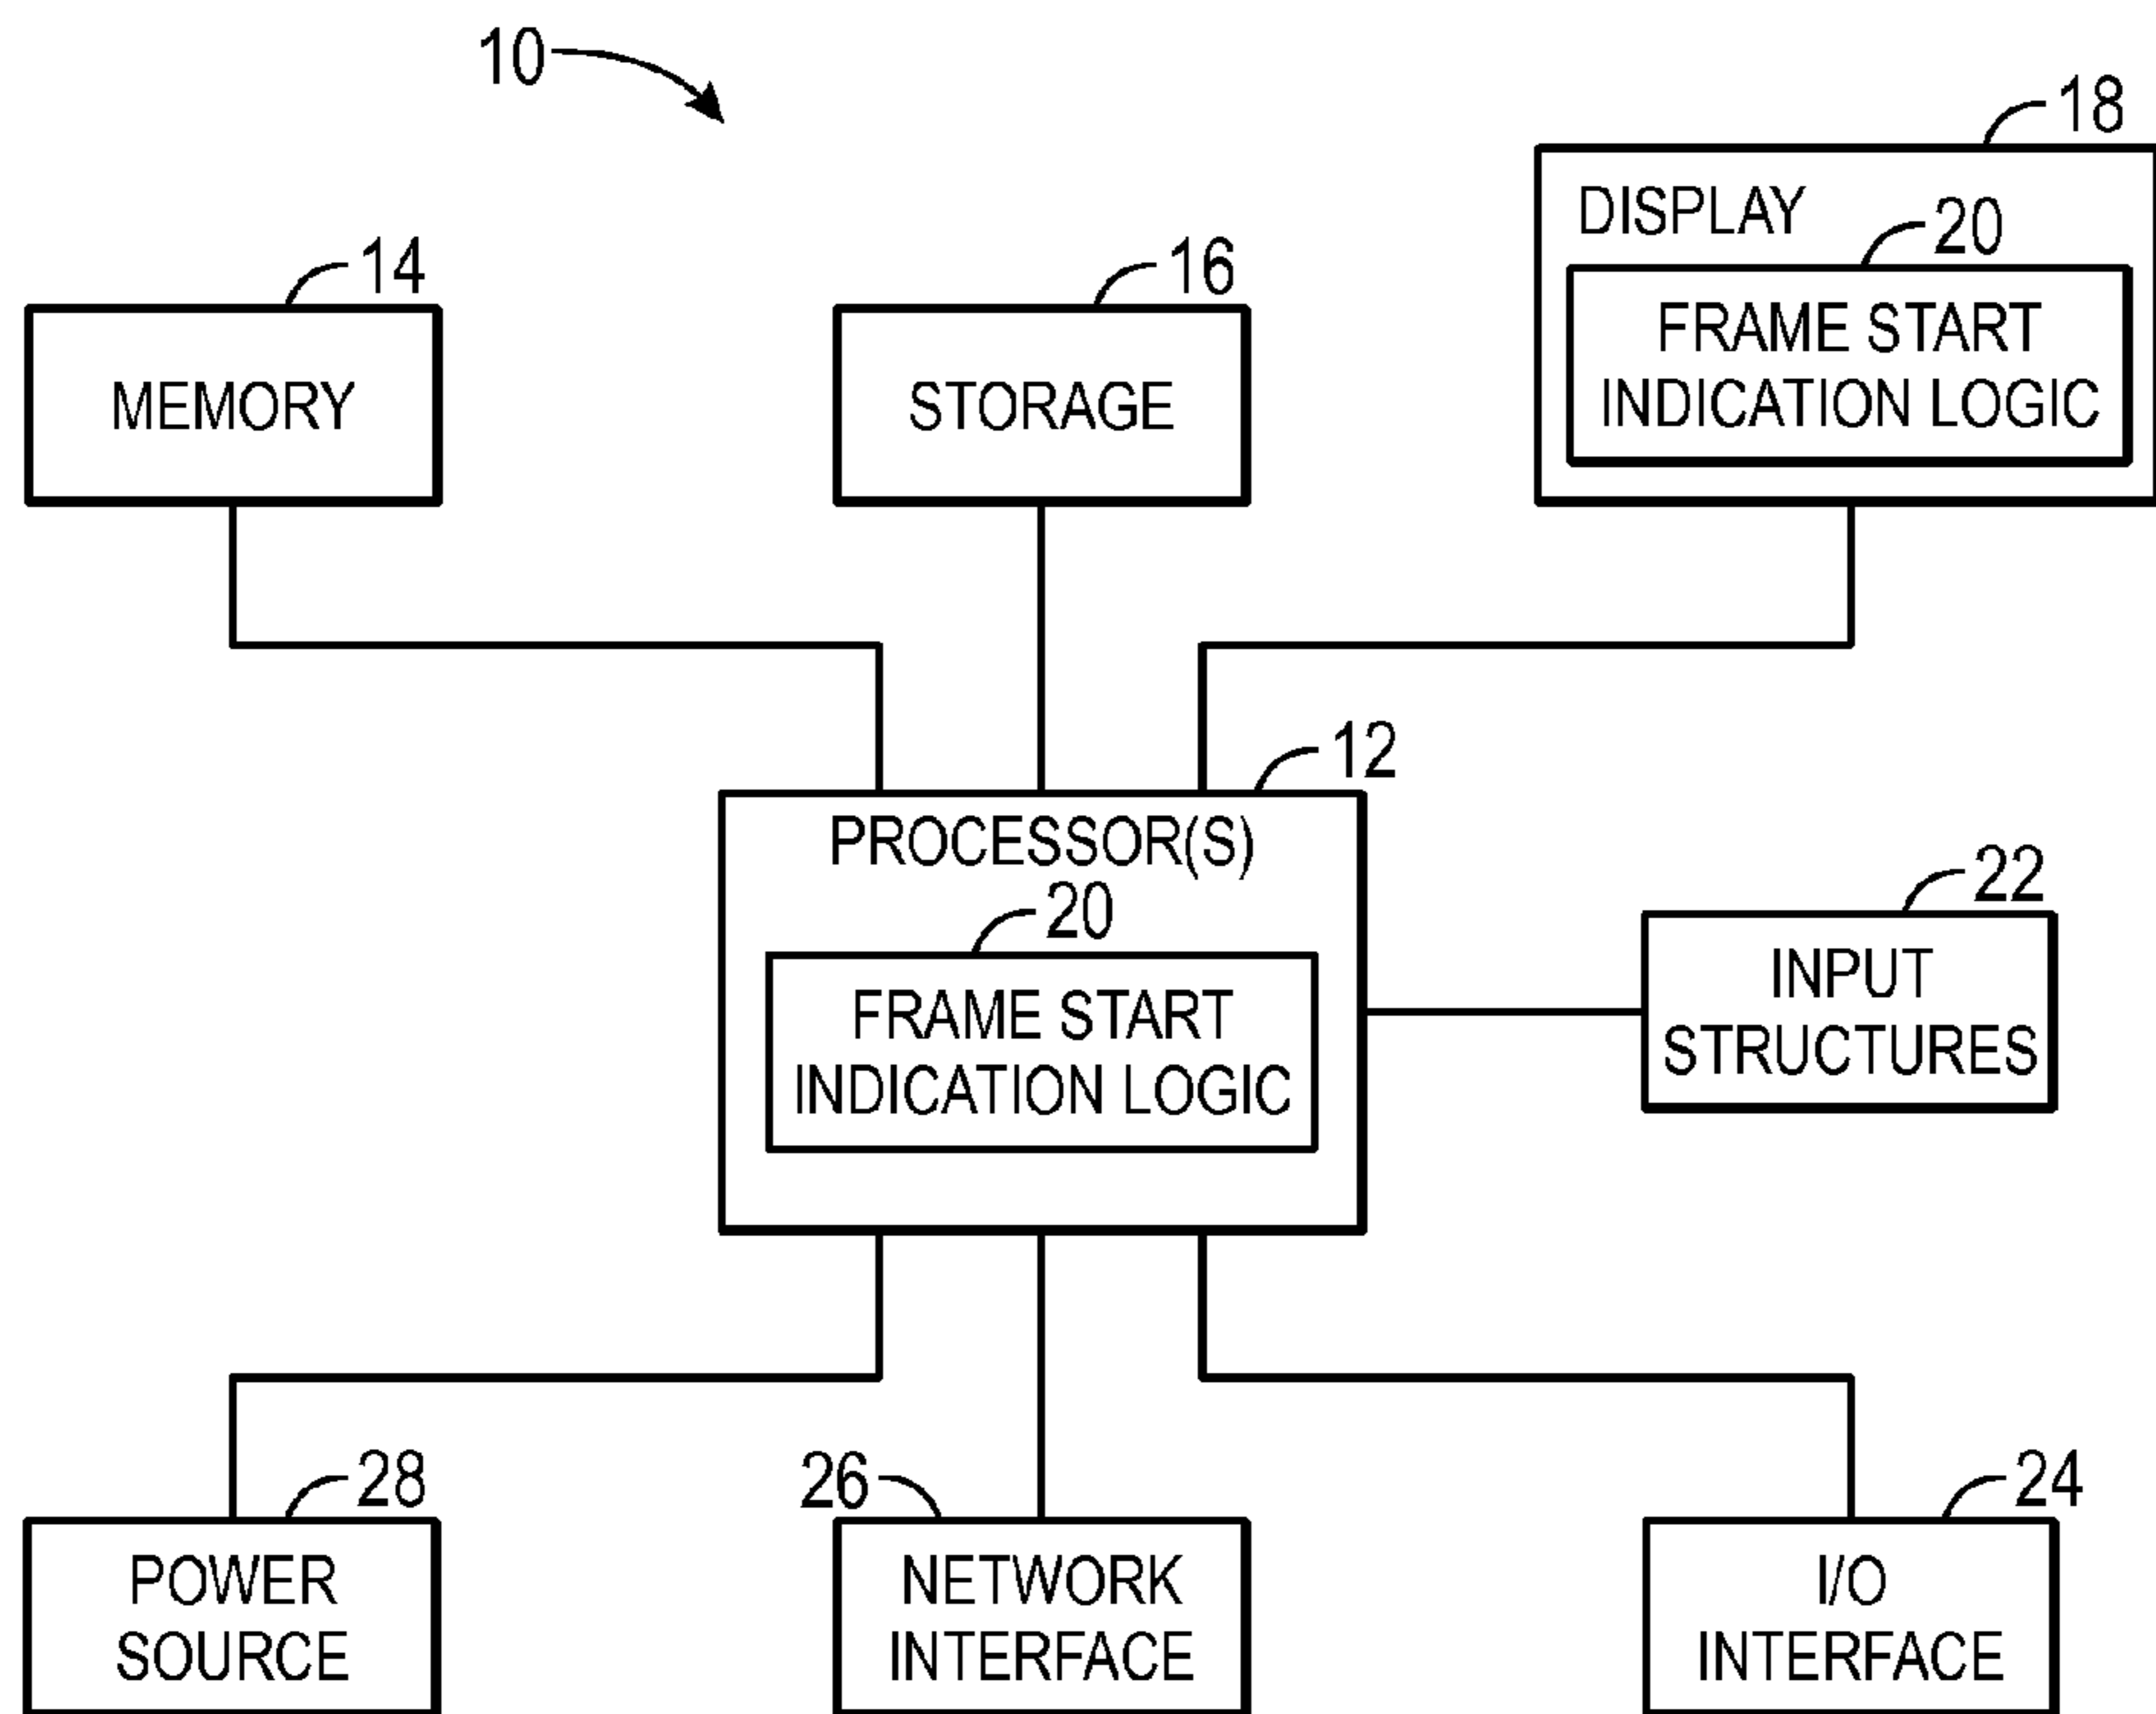 10
18
DISPLAY
20
FRAME START
INDICATION LOGIC
14
MEMORY
16
STORAGE
12
PROCESSOR(S)
20
FRAME START
INDICATION LOGIC
22
INPUT
STRUCTURES
28
POWER
SOURCE
26
NETWORK
INTERFACE
24
I/O
INTERFACE